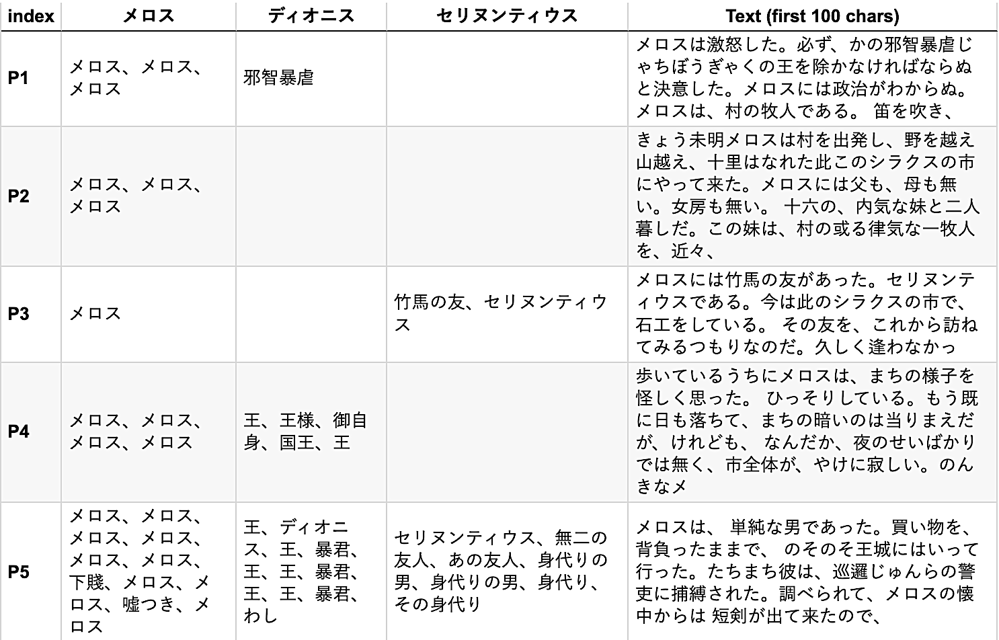 index メロス ディオニス セリヌンティウス Text (first 100 chars)
P1
メロス、メロス、
メロス
邪智暴虐
メロスは激怒した。必ず、かの邪智暴虐じ
ゃちぼうぎゃくの王を除かなければならぬ
と決意した。メロスには政治がわからぬ。
メロスは、村の牧人である。 笛を吹き、
P2
メロス、メロス、
メロス
きょう未明メロスは村を出発し、野を越え
山越え、十里はなれた此このシラクスの市
にやって来た。メロスには父も、母も無
い。女房も無い。 十六の、内気な妹と二人
暮しだ。この妹は、村の或る律気な一牧人
を、近々、
P3
メロス
竹馬の友、セリヌンティウ
ス
メロスには竹馬の友があった。セリヌンテ
ィウスである。今は此のシラクスの市で、
石工をしている。 その友を、これから訪ね
てみるつもりなのだ。久しく逢わなかっ
P4
メロス、メロス、
メロス、メロス
王、王様、御自
身、国王、王
歩いているうちにメロスは、まちの様子を
怪しく思った。 ひっそりしている。もう既
に日も落ちて、まちの暗いのは当りまえだ
が、けれども、 なんだか、夜のせいばかり
では無く、市全体が、やけに寂しい。のん
きなメ
P5
メロス、メロス、
メロス、メロス、
メロス、メロス、
下賤、メロス、メ
ロス、嘘つき、メ
ロス
王、ディオニ
ス、王、暴君、
王、王、暴君、
王、王、暴君、
わし
セリヌンティウス、無二の
友人、あの友人、身代りの
男、身代りの男、身代り、
その身代り
メロスは、 単純な男であった。買い物を、
背負ったままで、 のそのそ王城にはいって
行った。たちまち彼は、巡邏じゅんらの警
吏に捕縛された。調べられて、メロスの懐
中からは 短剣が出て来たので、